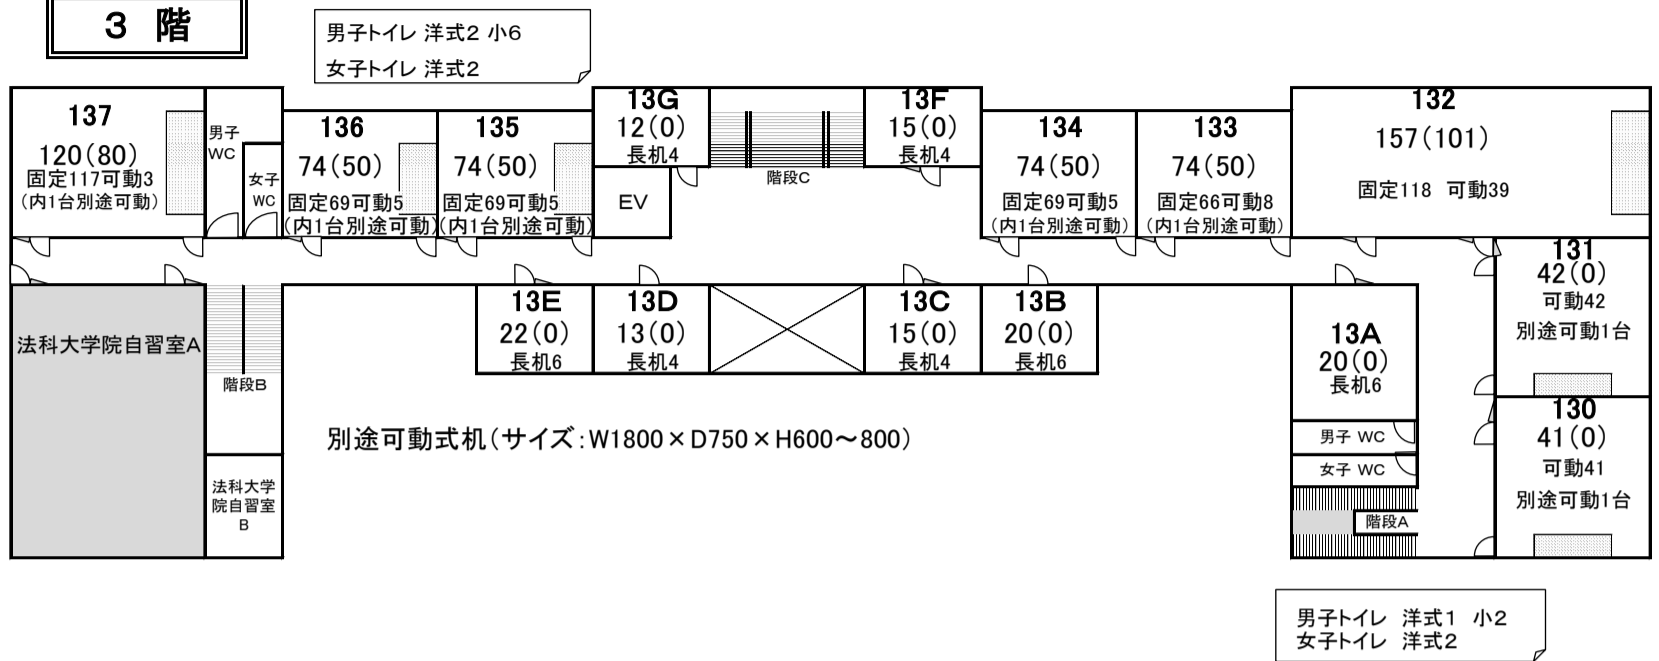 3 階
男子トイレ 洋式2 小6
女子トイレ 洋式2
137
120(80)
固定117可動3
(内1台別途可動)
男子
WC
女子
WC
136
74(50)
固定69可動5
(内1台別途可動)
135
74(50)
固定69可動5
(内1台別途可動)
13G
12(0)
長机4
EV
階段C
13F
15(0)
長机4
134
74(50)
固定69可動5
(内1台別途可動)
133
74(50)
固定66可動8
(内1台別途可動)
132
157(101)
固定118 可動39
131
42(0)
可動42
別途可動1台
法科大学院自習室A
階段B
法科大学
院自習室
B
13E
22(0)
長机6
13D
13(0)
長机4
13C
15(0)
長机4
13B
20(0)
長机6
13A
20(0)
長机6
男子 WC
女子 WC
階段A
130
41(0)
可動41
別途可動1台
別途可動式机(サイズ:W1800×D750×H600～800)
男子トイレ 洋式1 小2
女子トイレ 洋式2